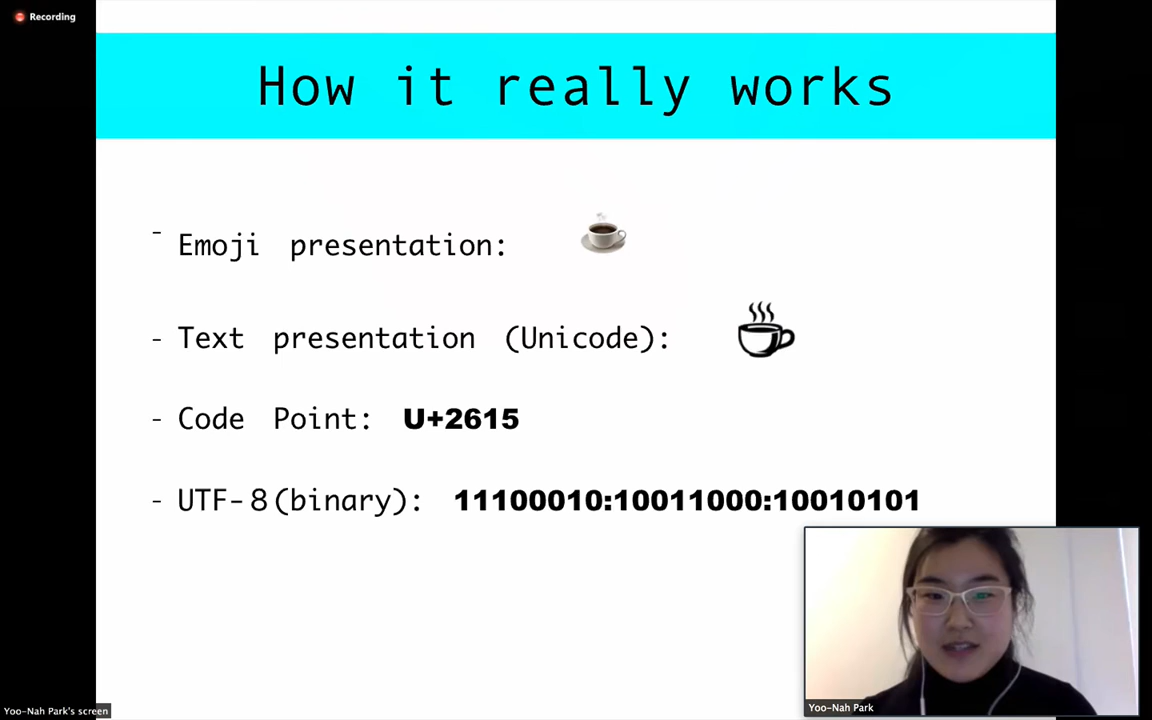 Recording
How it really works
- Emoji presentation:
- Text presentation (Unicode):
- Code Point: U+2615
- UTF-8(binary): 11100010:10011000:10010101
Yoo-Nah Park
Yoo-Nah Park's screen